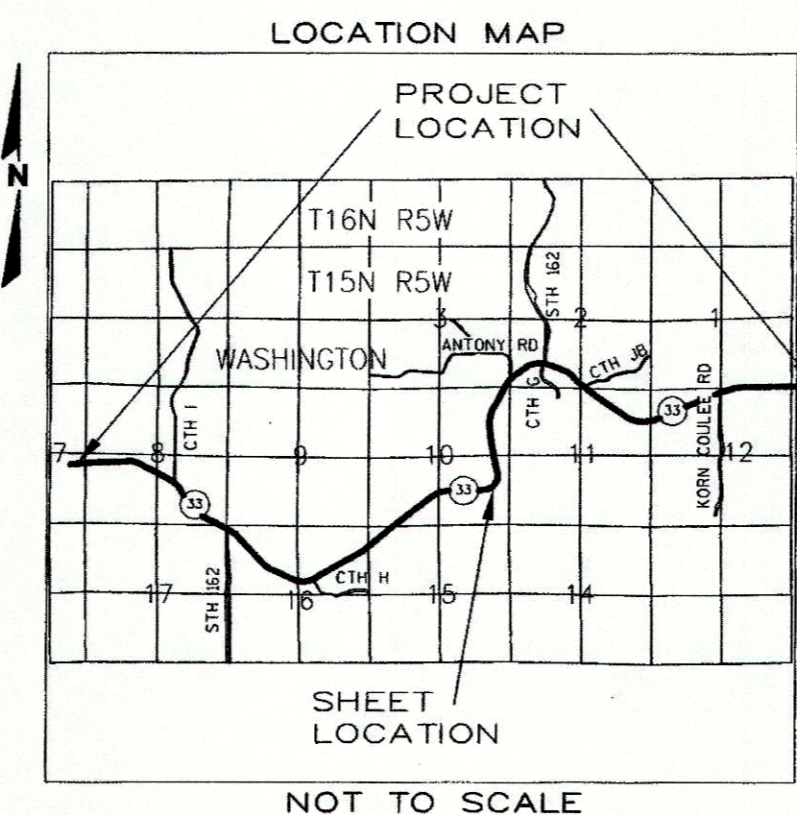 LOCATION MAP
PROJECT
LOCATION
N
T16N R5W
T15N R5W
STH 162
3
2
1
ANTONY RD
WASHINGTON
CTH JB
CTH G
CTH I
33
KORN COULEE RD
7
8
9
10
11
12
33
33
CTH H
17
STH 162
16
15
14
SHEET
LOCATION
NOT TO SCALE